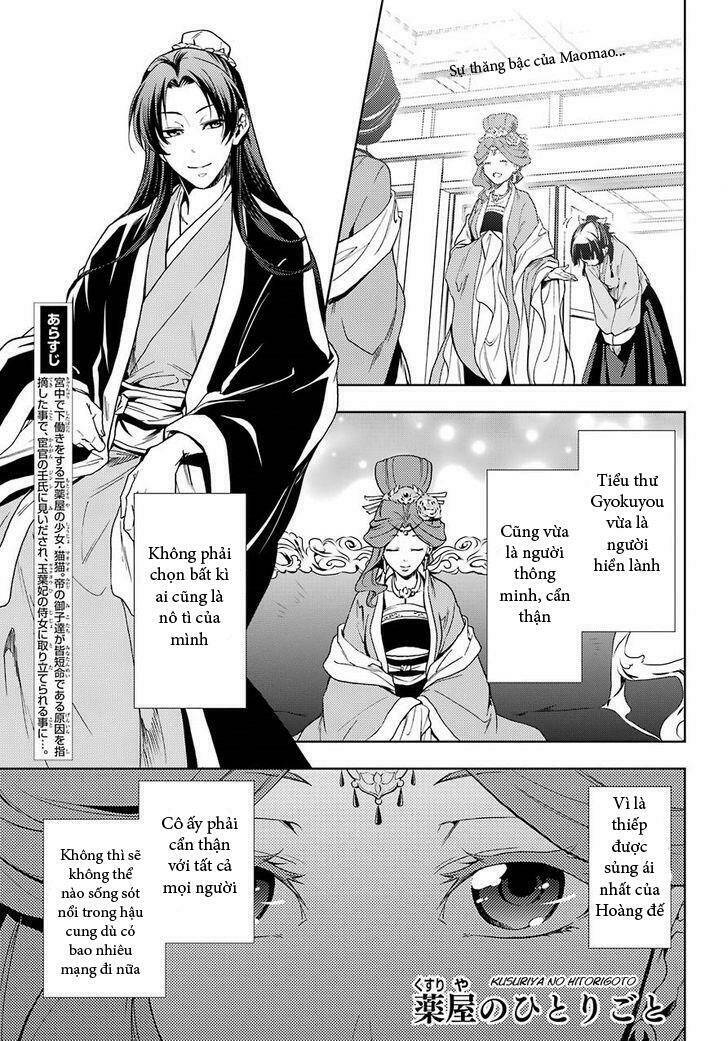 Sự thăng bậc của Maomao...
Tiểu thư
Gyokuyou
vừa là
người
hiền lành
Cũng vừa
là người
thông
minh, cẩn
thận
Không phải
chọn bất kì
ai cũng là
nô tì của
mình
あらすじ
宮中で下働きをする元薬屋の少女・猫猫。帝の御子達が皆短命である原因を指
摘した事で、宦官の壬氏に見いだされ、玉葉妃の侍女に取り立てられる事に…。
Vì là
thiếp
được
sủng ái
nhất của
Hoàng đế
Cô ấy phải
cẩn thận
với tất cả
mọi người
Không thì sẽ
không thể
nào sống sót
nổi trong hậu
cung dù có
bao nhiêu
mạng đi nữa
KUSURIYA NO HITORIGOTO
くすり や
薬屋のひとりごと